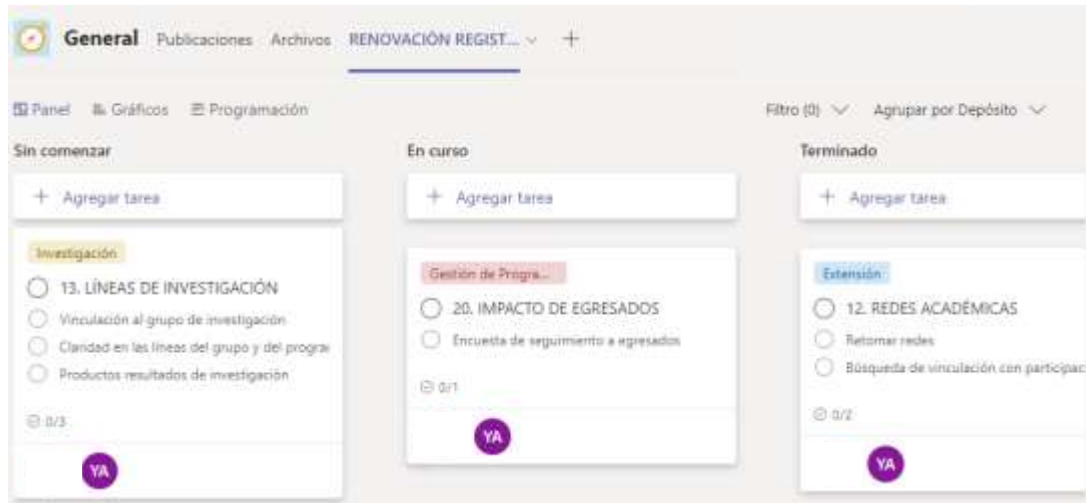 General Publicaciones Archivos RENOVACIÓN REGIST...
Panel Gráficos Programación Filtro (0) Agrupar por Depósito
Sin comenzar
+ Agregar tarea
Investigación
13. LÍNEAS DE INVESTIGACIÓN
Vinculación al grupo de investigación
Claridad en las líneas del grupo y del progra
Productos resultados de investigación
0/3
YA
En curso
+ Agregar tarea
Gestión de Progra...
20. IMPACTO DE EGRESADOS
Encuesta de seguimiento a egresados
0/1
YA
Terminado
+ Agregar tarea
Extensión
12. REDES ACADÉMICAS
Retomar redes
Búsqueda de vinculación con participac
0/2
YA